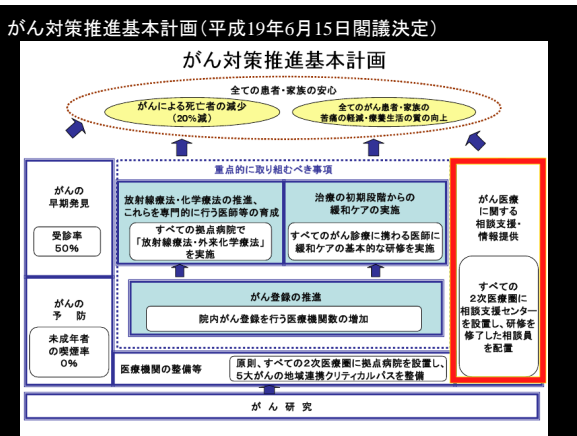 がん対策推進基本計画（平成19年6月15日閣議決定）
がん対策推進基本計画
全ての患者・家族の安心
がんによる死亡者の減少
（20%減）
全てのがん患者・家族の
苦痛の軽減・療養生活の質の向上
重点的に取り組むべき事項
がんの
早期発見
受診率
50%
がんの
予　防
未成年者
の喫煙率
0%
放射線療法・化学療法の推進、
これらを専門的に行う医師等の育成
すべての拠点病院で
「放射線療法・外来化学療法」
を実施
治療の初期段階からの
緩和ケアの実施
すべてのがん診療に携わる医師に
緩和ケアの基本的な研修を実施
がん登録の推進
院内がん登録を行う医療機関数の増加
医療機関の整備等
原則、すべての2次医療圏に拠点病院を設置し、
5大がんの地域連携クリティカルパスを整備
がん医療
に関する
相談支援・
情報提供
すべての
2次医療圏に
相談支援センター
を設置し、研修を
修了した相談員
を配置
が ん 研 究